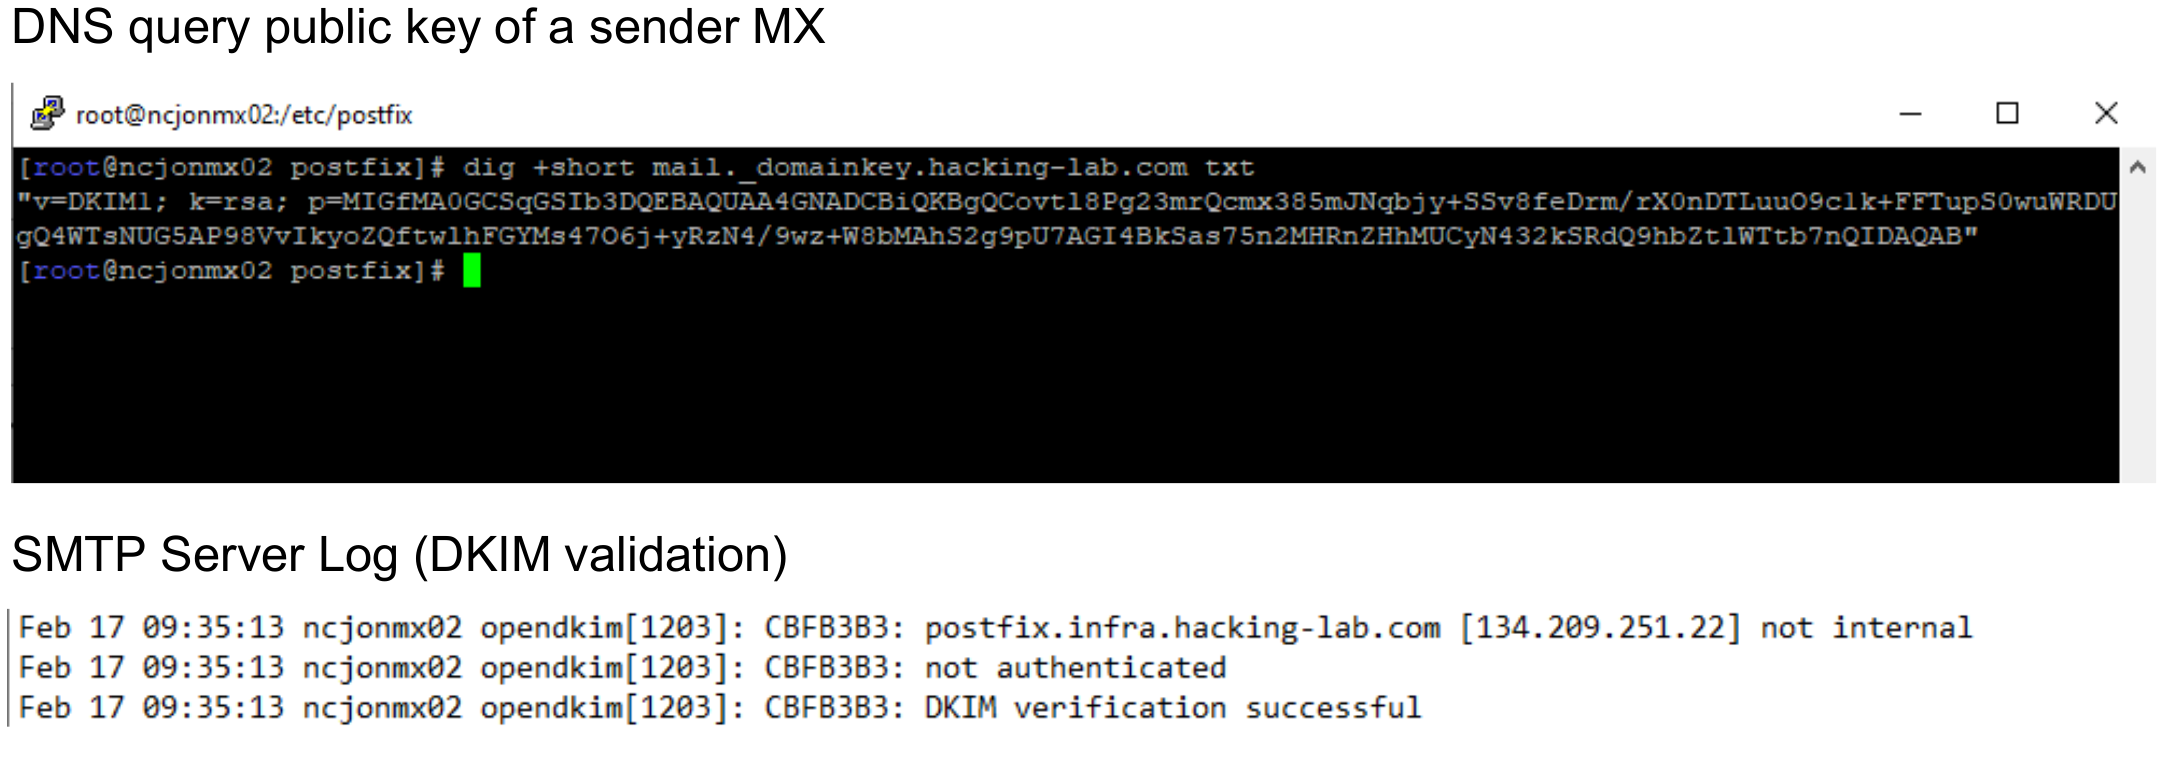 DNS query public key of a sender MX
root@ncjonmx02:/etc/postfix
[root@ncjonmx02 postfix]# dig +short mail._domainkey.hacking-lab.com txt
"v=DKIM1; k=rsa; p=MIGfMA0GCSqGSIb3DQEBAQUAA4GNADCBiQKBgQCovtl8Pg23mrQcmx385mJNqbjy+SSv8feDrm/rX0nDTLuuO9clk+FFTupS0wuWRDU
gQ4WTsNUG5AP98VvIkyoZQftwlhFGYMs47O6j+yRzN4/9wz+W8bMAhS2g9pU7AGI4BkSas75n2MHRnZHhMUCyN432kSRdQ9hbZtlWTtb7nQIDAQAB"
[root@ncjonmx02 postfix]#
SMTP Server Log (DKIM validation)
Feb 17 09:35:13 ncjonmx02 opendkim[1203]: CBFB3B3: postfix.infra.hacking-lab.com [134.209.251.22] not internal
Feb 17 09:35:13 ncjonmx02 opendkim[1203]: CBFB3B3: not authenticated
Feb 17 09:35:13 ncjonmx02 opendkim[1203]: CBFB3B3: DKIM verification successful